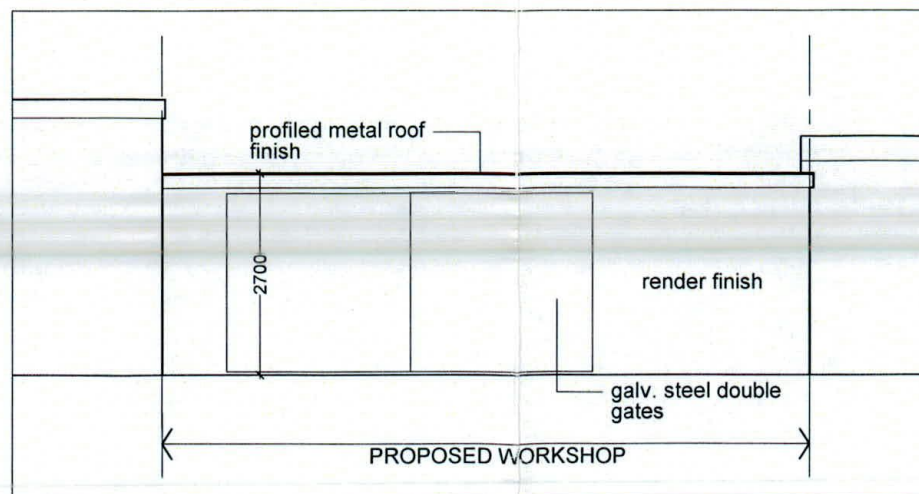 profiled metal roof
finish
2700
render finish
galv. steel double
gates
PROPOSED WORKSHOP